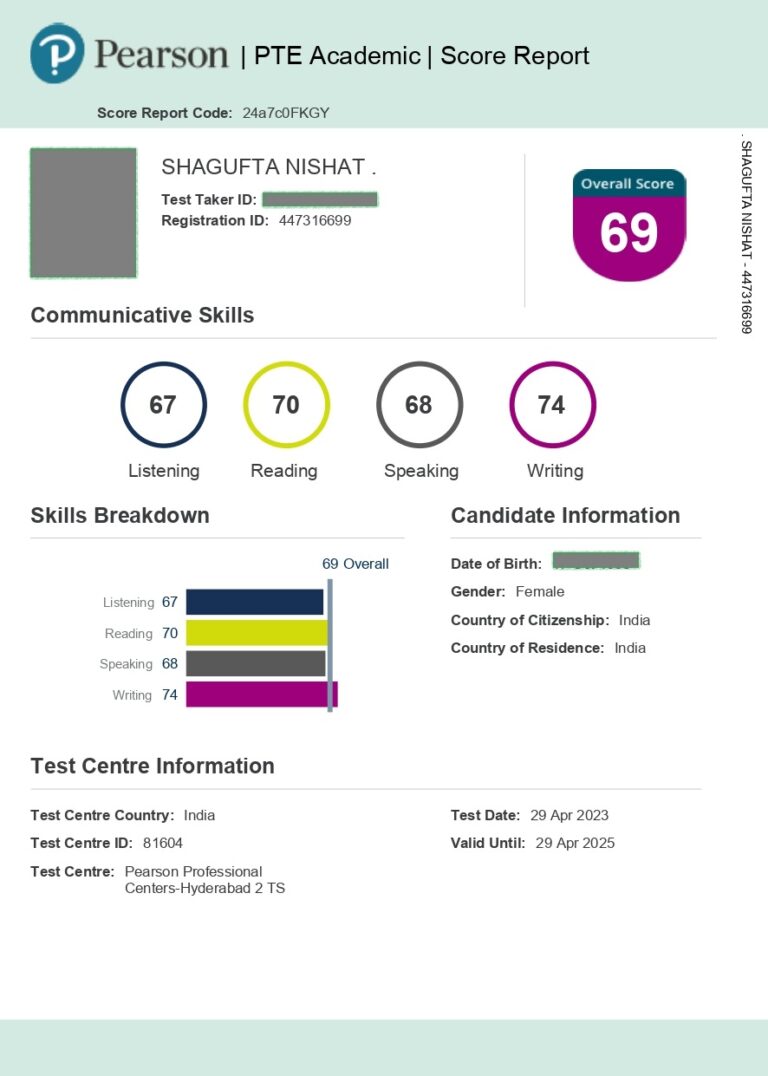 Pearson | PTE Academic | Score Report
Score Report Code: 24a7c0FKGY
SHAGUFTA NISHAT .
Test Taker ID:
Registration ID: 447316699
Overall Score
69
. SHAGUFTA NISHAT - 447316699
Communicative Skills
67 70 68 74
Listening Reading Speaking Writing
Skills Breakdown
69 Overall
Listening 67
Reading 70
Speaking 68
Writing 74
Candidate Information
Date of Birth:
Gender: Female
Country of Citizenship: India
Country of Residence: India
Test Centre Information
Test Centre Country: India
Test Centre ID: 81604
Test Centre: Pearson Professional
Centers-Hyderabad 2 TS
Test Date: 29 Apr 2023
Valid Until: 29 Apr 2025